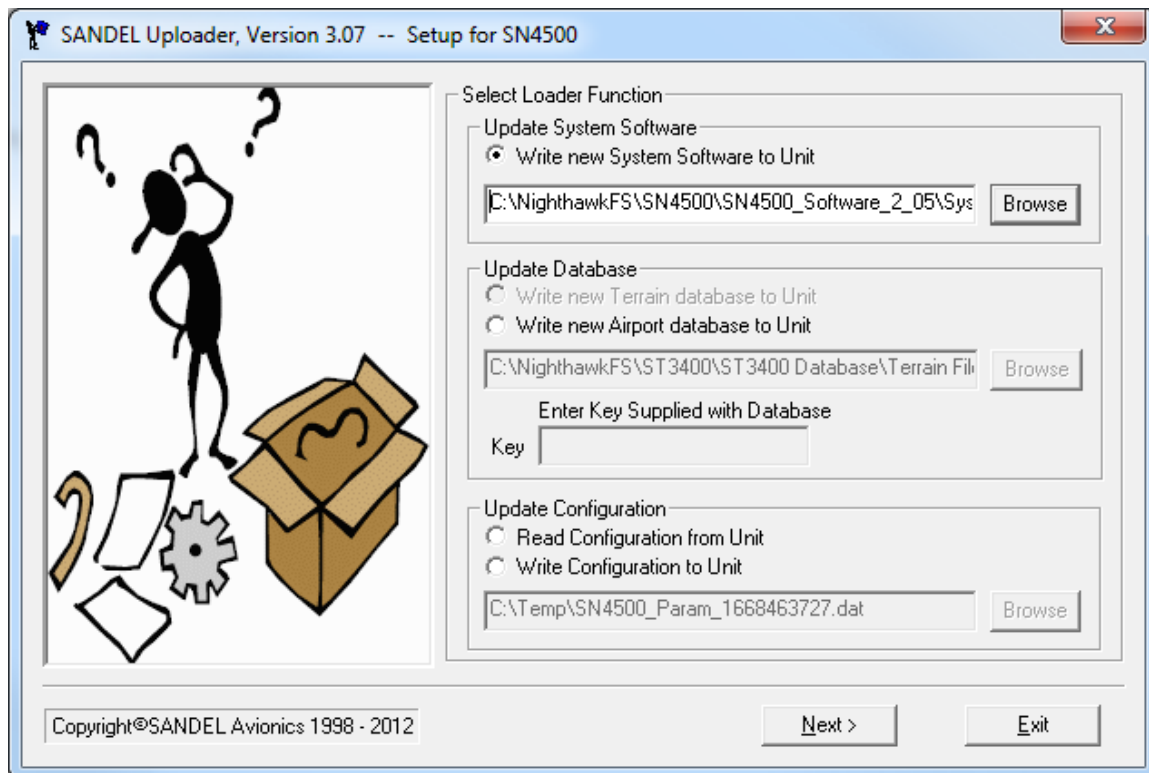 SANDEL Uploader, Version 3.07 -- Setup for SN4500
Select Loader Function
Update System Software
Write new System Software to Unit
C:\NighthawkFS\SN4500\SN4500_Software_2_05\Sys
Browse
Update Database
Write new Terrain database to Unit
Write new Airport database to Unit
C:\NighthawkFS\ST3400\ST3400 Database\Terrain Fil
Browse
Enter Key Supplied with Database
Key
Update Configuration
Read Configuration from Unit
Write Configuration to Unit
C:\Temp\SN4500_Param_1668463727.dat
Browse
Copyright©SANDEL Avionics 1998 - 2012
Next >
Exit